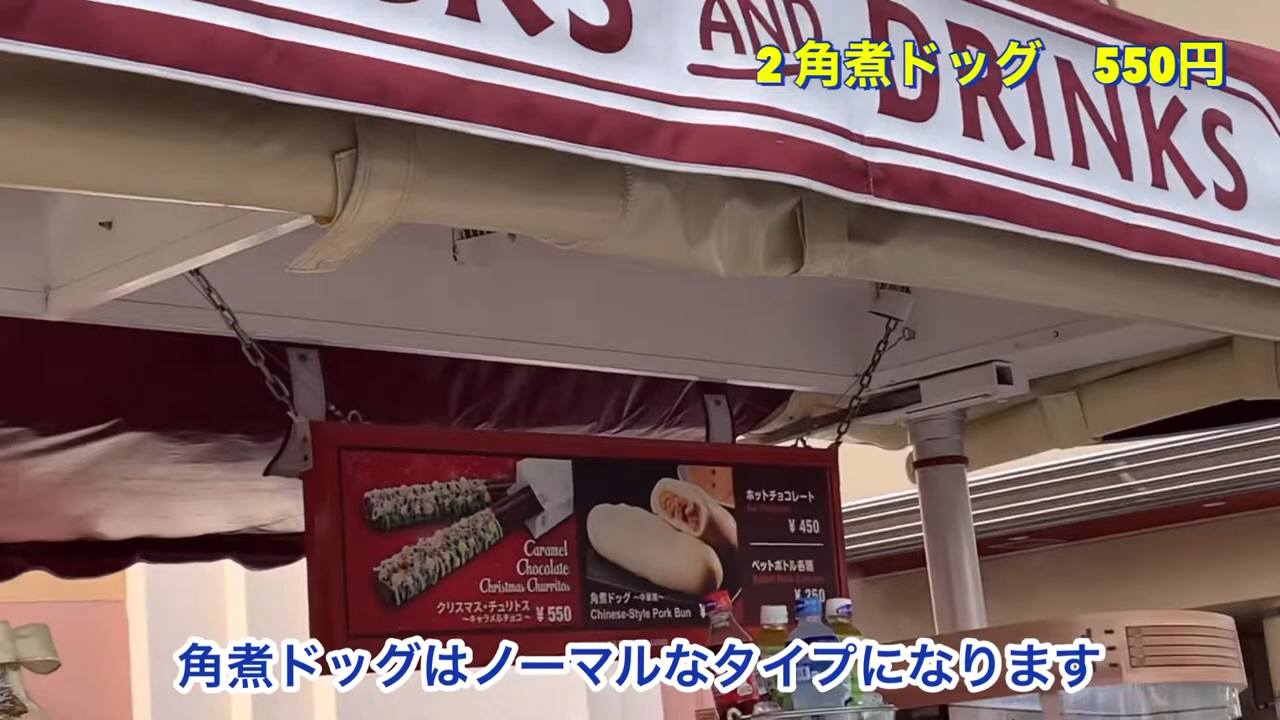 AND DRINKS
2 角煮ドッグ 550円
Caramel
Chocolate
Christmas Churritos
クリスマス・チュリトス
～キャラメルチョコ～ ¥550
角煮ドッグ ～中華風～
Chinese-Style Pork Bun ¥
ホットチョコレート
¥450
ペットボトル各種
¥250
角煮ドッグはノーマルなタイプになります